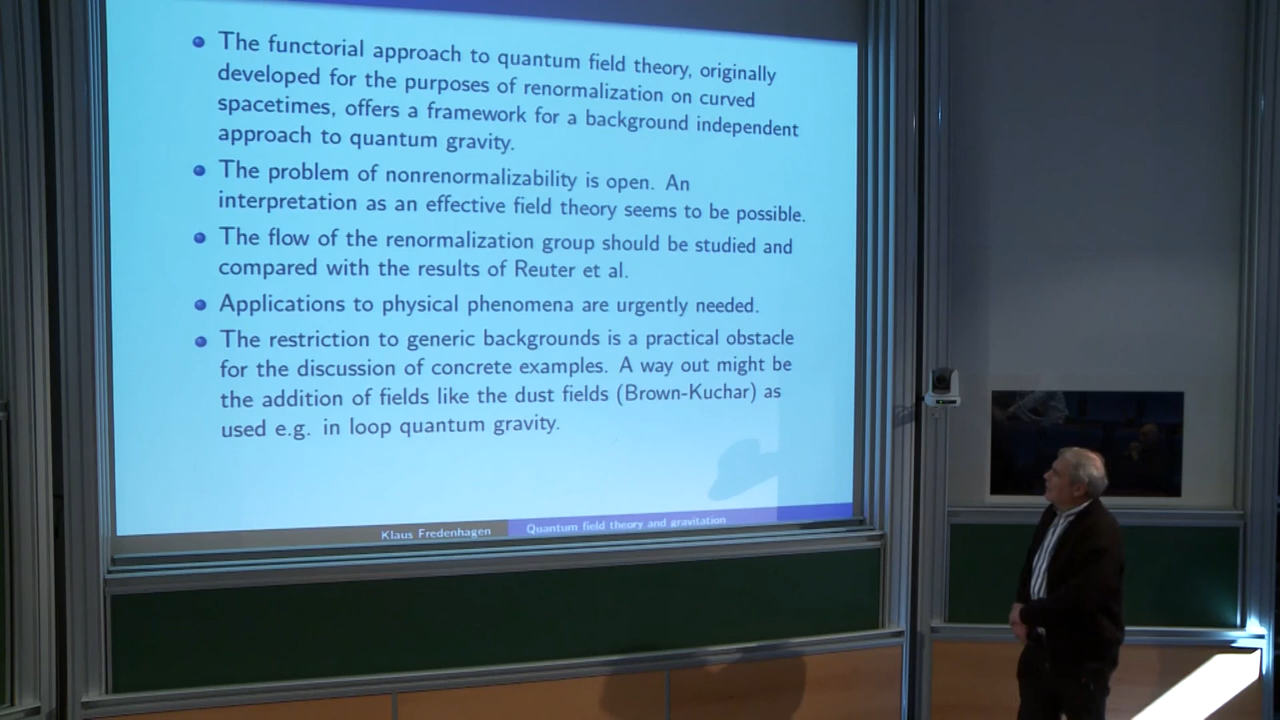 The functorial approach to quantum field theory, originally
developed for the purposes of renormalization on curved
spacetimes, offers a framework for a background independent
approach to quantum gravity.
The problem of nonrenormalizability is open. An
interpretation as an effective field theory seems to be possible.
The flow of the renormalization group should be studied and
compared with the results of Reuter et al.
Applications to physical phenomena are urgently needed.
The restriction to generic backgrounds is a practical obstacle
for the discussion of concrete examples. A way out might be
the addition of fields like the dust fields (Brown-Kuchar) as
used e.g. in loop quantum gravity.
Klaus Fredenhagen
Quantum field theory and gravitation